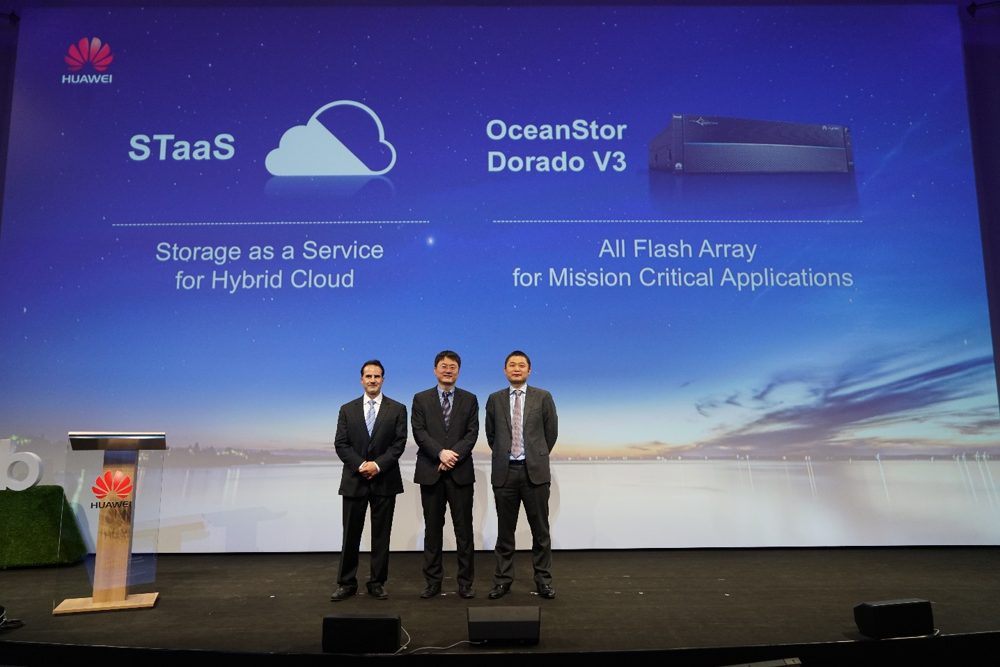 HUAWEI
STaaS
OceanStor
Dorado V3
Storage as a Service
for Hybrid Cloud
All Flash Array
for Mission Critical Applications
b
HUAWEI